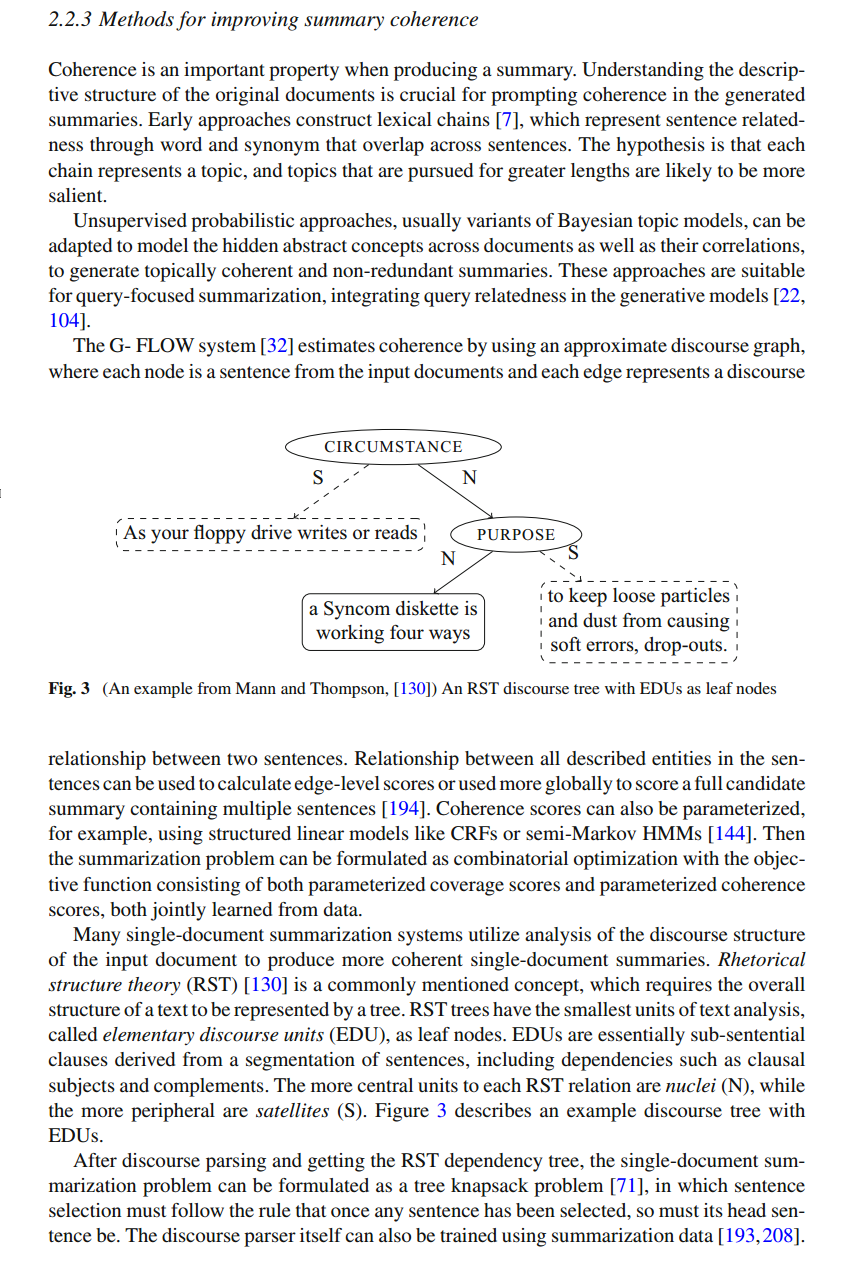 2.2.3 Methods for improving summary coherence
Coherence is an important property when producing a summary. Understanding the descrip-
tive structure of the original documents is crucial for prompting coherence in the generated
summaries. Early approaches construct lexical chains [7], which represent sentence related-
ness through word and synonym that overlap across sentences. The hypothesis is that each
chain represents a topic, and topics that are pursued for greater lengths are likely to be more
salient.
Unsupervised probabilistic approaches, usually variants of Bayesian topic models, can be
adapted to model the hidden abstract concepts across documents as well as their correlations,
to generate topically coherent and non-redundant summaries. These approaches are suitable
for query-focused summarization, integrating query relatedness in the generative models [22,
104].
The G- FLOW system [32] estimates coherence by using an approximate discourse graph,
where each node is a sentence from the input documents and each edge represents a discourse
CIRCUMSTANCE
S N
As your floppy drive writes or reads
PURPOSE
N S
a Syncom diskette is
working four ways
to keep loose particles
and dust from causing
soft errors, drop-outs.
Fig. 3 (An example from Mann and Thompson, [130]) An RST discourse tree with EDUs as leaf nodes
relationship between two sentences. Relationship between all described entities in the sen-
tences can be used to calculate edge-level scores or used more globally to score a full candidate
summary containing multiple sentences [194]. Coherence scores can also be parameterized,
for example, using structured linear models like CRFs or semi-Markov HMMs [144]. Then
the summarization problem can be formulated as combinatorial optimization with the objec-
tive function consisting of both parameterized coverage scores and parameterized coherence
scores, both jointly learned from data.
Many single-document summarization systems utilize analysis of the discourse structure
of the input document to produce more coherent single-document summaries. Rhetorical
structure theory (RST) [130] is a commonly mentioned concept, which requires the overall
structure of a text to be represented by a tree. RST trees have the smallest units of text analysis,
called elementary discourse units (EDU), as leaf nodes. EDUs are essentially sub-sentential
clauses derived from a segmentation of sentences, including dependencies such as clausal
subjects and complements. The more central units to each RST relation are nuclei (N), while
the more peripheral are satellites (S). Figure 3 describes an example discourse tree with
EDUs.
After discourse parsing and getting the RST dependency tree, the single-document sum-
marization problem can be formulated as a tree knapsack problem [71], in which sentence
selection must follow the rule that once any sentence has been selected, so must its head sen-
tence be. The discourse parser itself can also be trained using summarization data [193,208].